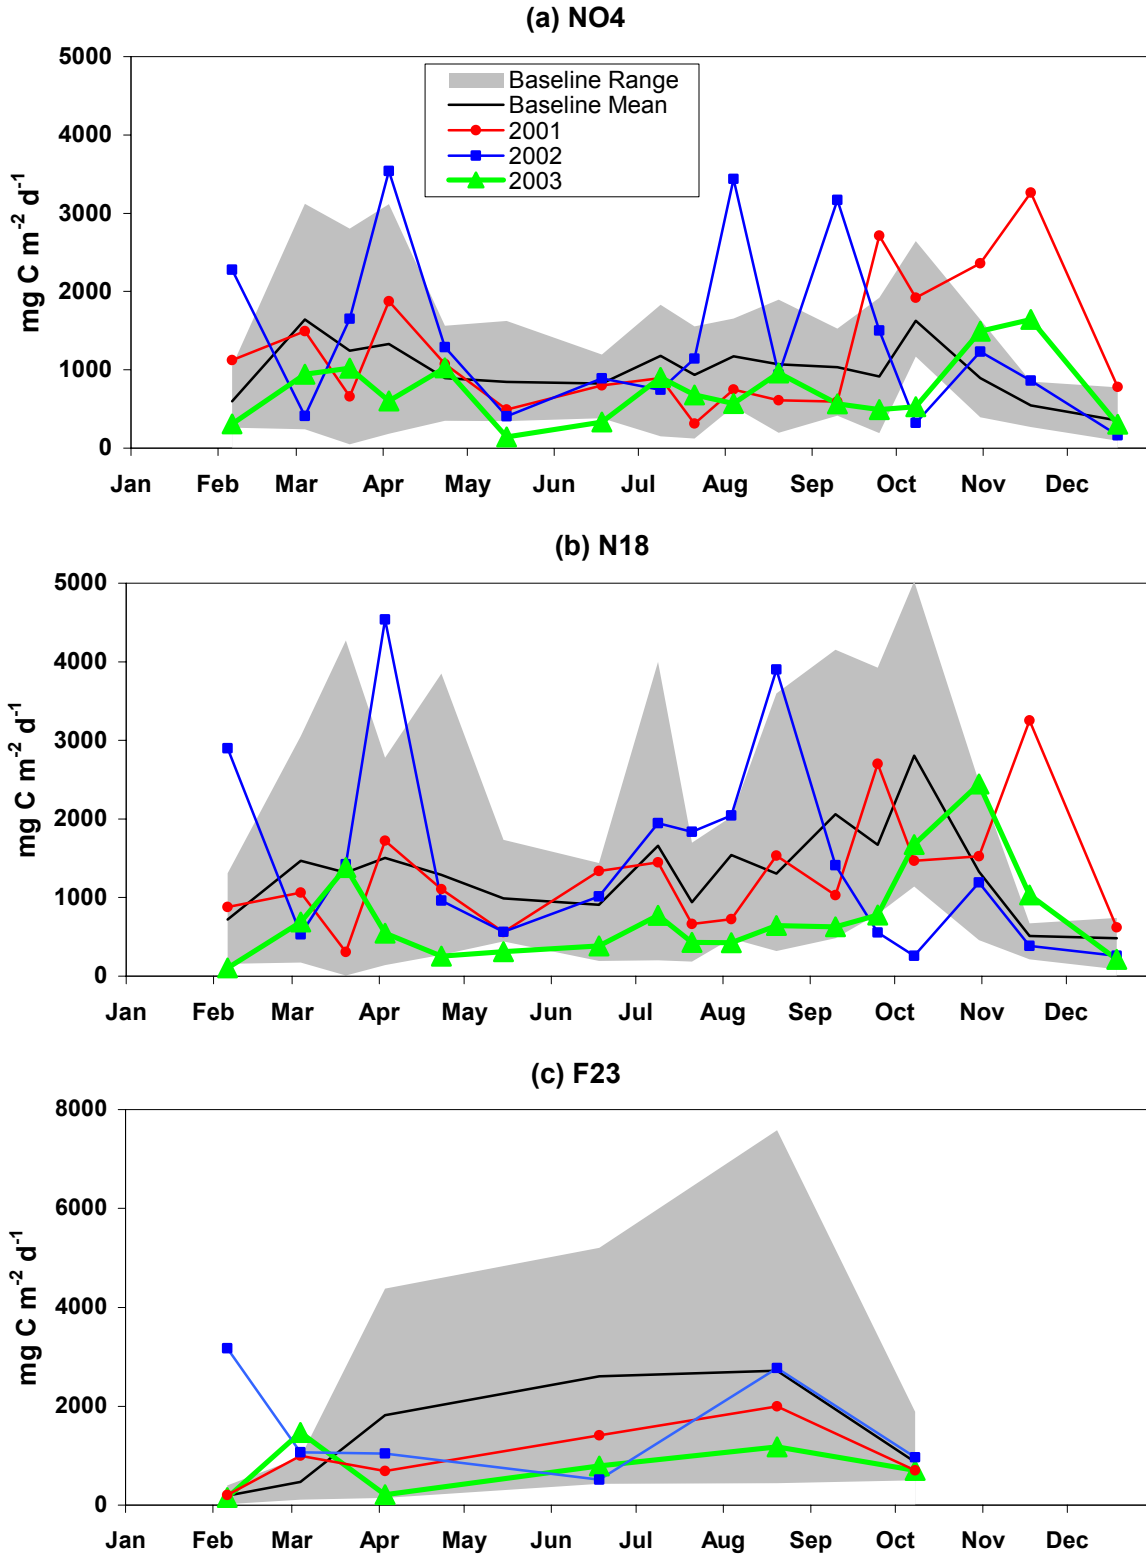 (a) NO4
5000
4000
3000
2000
1000
0
mg C m-2 d-1
Baseline Range
Baseline Mean
2001
2002
2003
Jan Feb Mar Apr May Jun Jul Aug Sep Oct Nov Dec
(b) N18
5000
4000
3000
2000
1000
0
mg C m-2 d-1
Jan Feb Mar Apr May Jun Jul Aug Sep Oct Nov Dec
(c) F23
8000
6000
4000
2000
0
mg C m-2 d-1
Jan Feb Mar Apr May Jun Jul Aug Sep Oct Nov Dec